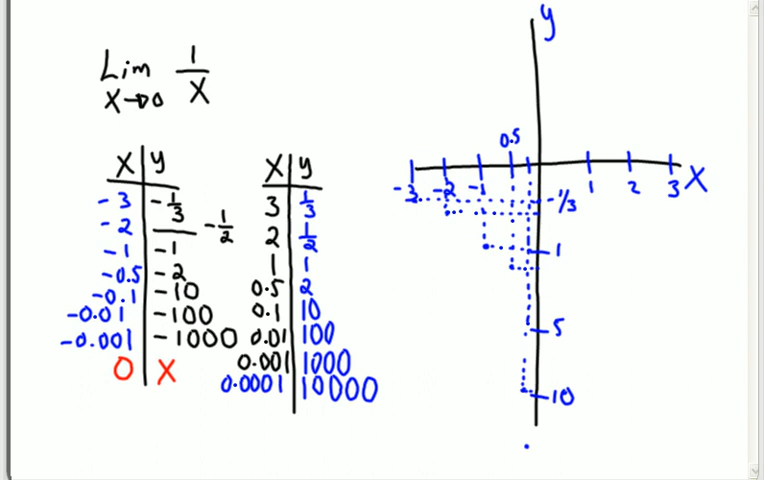 Lim 1/x
x→0
x | y
-3 | -1/3
-2 | -1/2
-1 | -1
-0.5 | -2
-0.1 | -10
-0.01 | -100
-0.001 | -1000
0 | X
x | y
3 | 1/3
2 | 1/2
1 | 1
0.5 | 2
0.1 | 10
0.01 | 100
0.001 | 1000
0.0001 | 10000
y
0.5
-3 -2 -1 1 2 3 X
-1/3
1
-5
-10